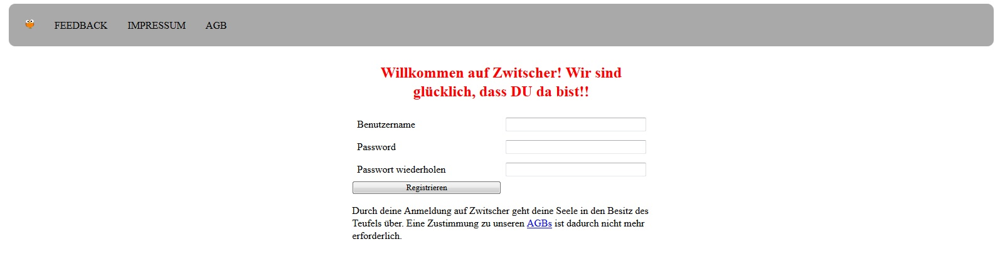 FEEDBACK IMPRESSUM AGB
Willkommen auf Zwitscher! Wir sind
glücklich, dass DU da bist!!
Benutzername
Password
Passwort wiederholen
Registrieren
Durch deine Anmeldung auf Zwitscher geht deine Seele in den Besitz des
Teufels über. Eine Zustimmung zu unseren AGBs ist dadurch nicht mehr
erforderlich.